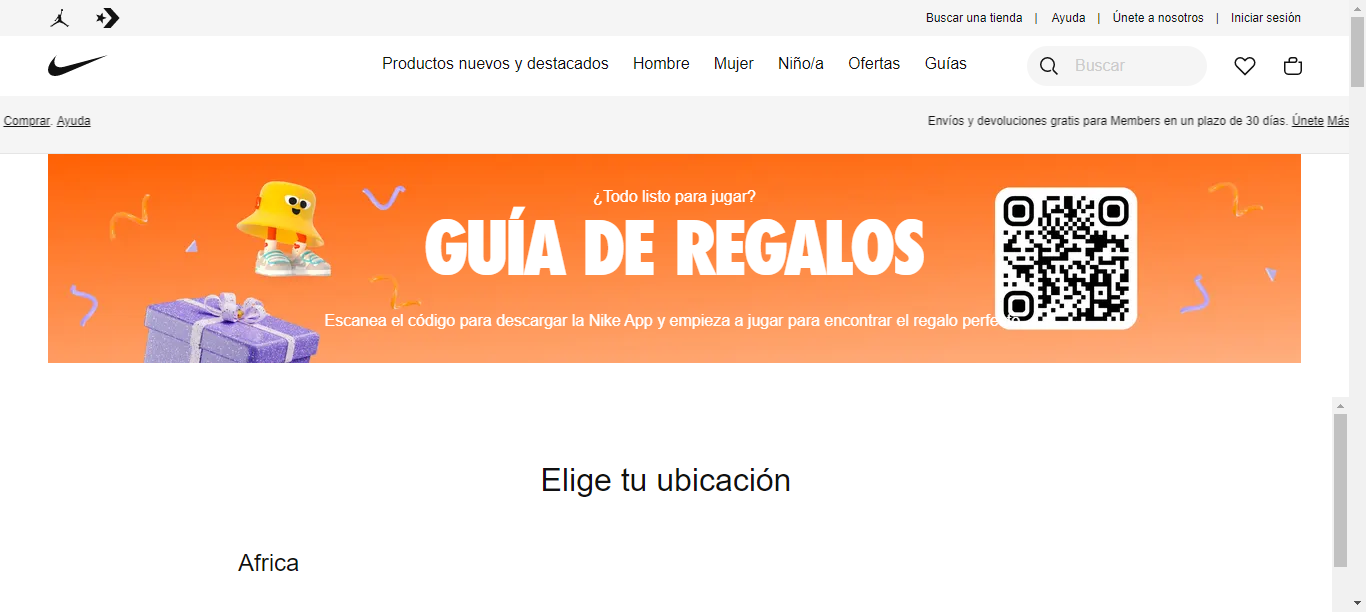 Buscar una tienda | Ayuda | Únete a nosotros | Iniciar sesión
Productos nuevos y destacados Hombre Mujer Niño/a Ofertas Guías Buscar
Comprar. Ayuda Envíos y devoluciones gratis para Members en un plazo de 30 días. Únete Más
¿Todo listo para jugar?
GUÍA DE REGALOS
Escanea el código para descargar la Nike App y empieza a jugar para encontrar el regalo perfecto
Elige tu ubicación
Africa